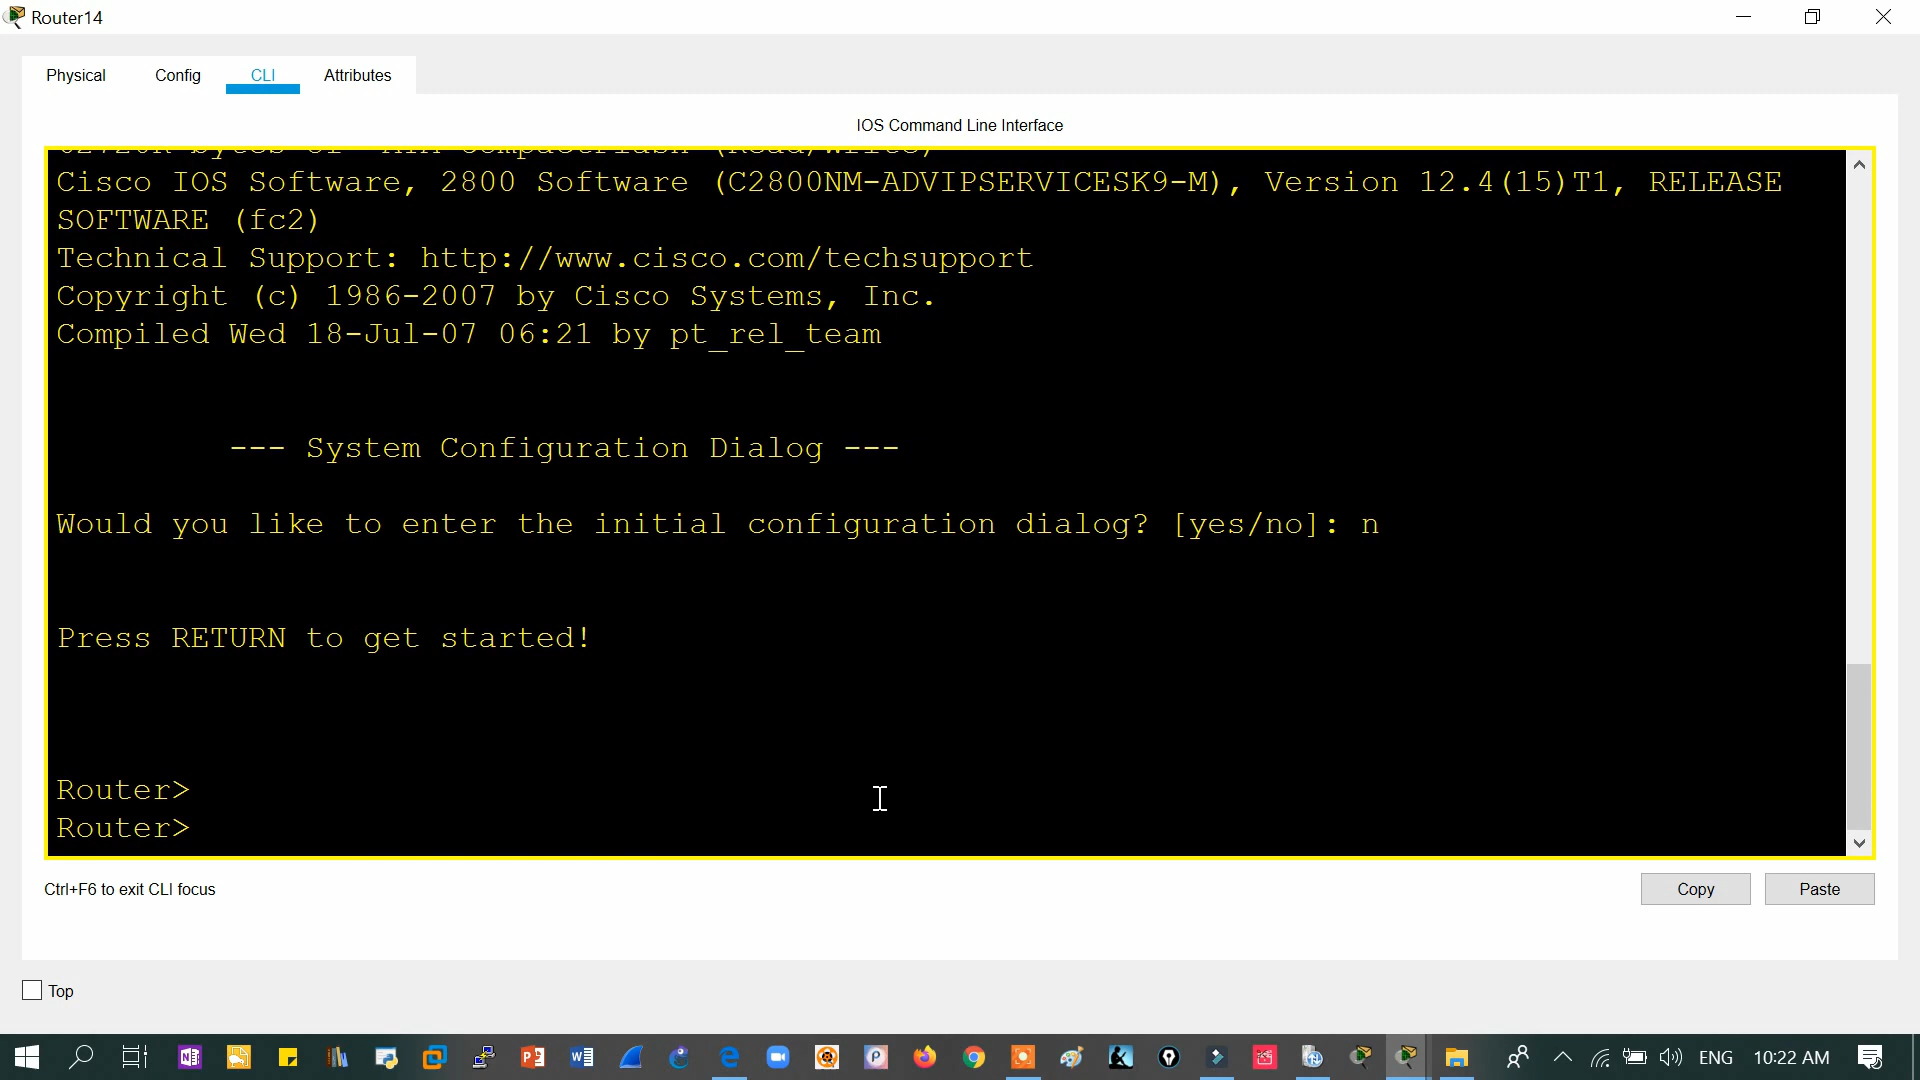 Router14
Physical Config CLI Attributes
IOS Command Line Interface
Cisco IOS Software, 2800 Software (C2800NM-ADVIPSERVICESK9-M), Version 12.4(15)T1, RELEASE
SOFTWARE (fc2)
Technical Support: http://www.cisco.com/techsupport
Copyright (c) 1986-2007 by Cisco Systems, Inc.
Compiled Wed 18-Jul-07 06:21 by pt_rel_team
--- System Configuration Dialog ---
Would you like to enter the initial configuration dialog? [yes/no]: n
Press RETURN to get started!
Router>
Router>
Ctrl+F6 to exit CLI focus
Copy Paste
Top
ENG 10:22 AM